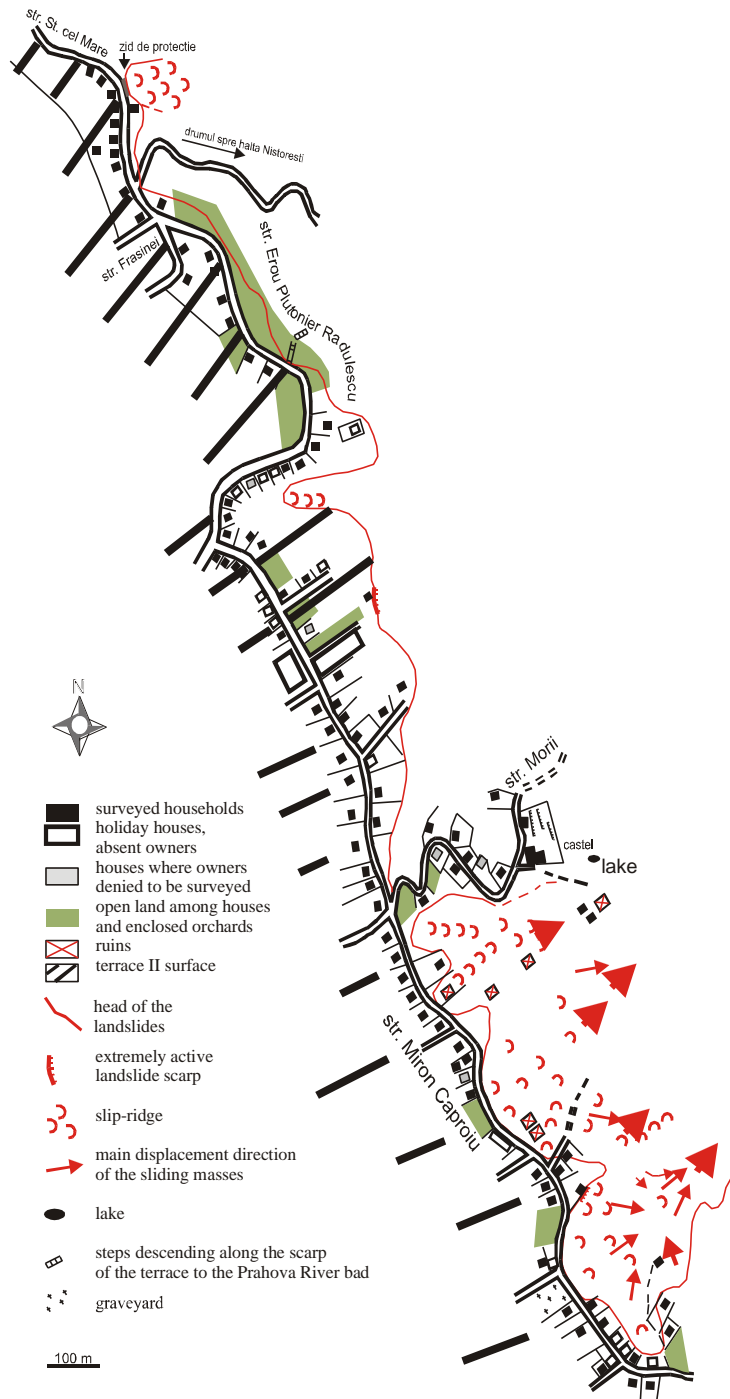 str. St. cel Mare
zid de protectie
drumul spre halta Nistoresti
str. Frasinei
str. Erou Plutonier Radulescu
N
str. Morii
castel
lake
str. Miron Caproiu
surveyed households
holiday houses,
absent owners
houses where owners
denied to be surveyed
open land among houses
and enclosed orchards
ruins
terrace II surface
head of the
landslides
extremely active
landslide scarp
slip-ridge
main displacement direction
of the sliding masses
lake
steps descending along the scarp
of the terrace to the Prahova River bad
graveyard
100 m